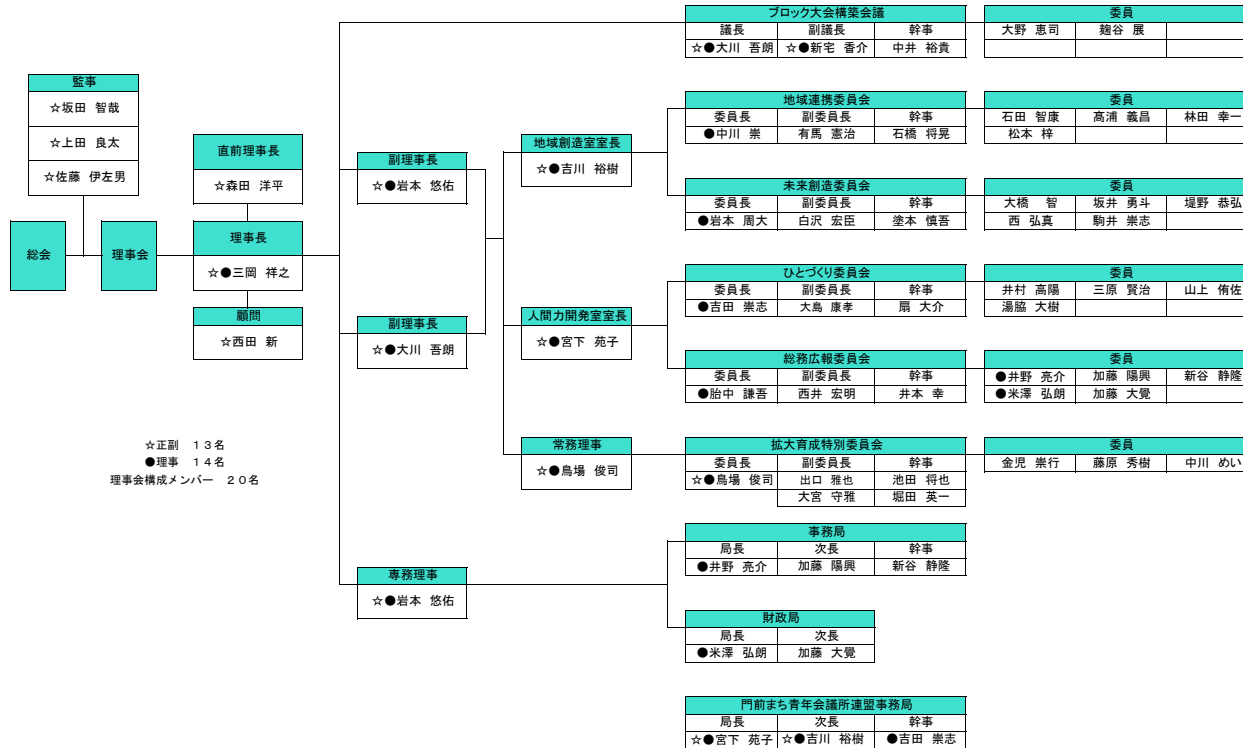 ブロック大会構築会議 委員
議長 副議長 幹事 大野 恵司 麹谷 展
☆●大川 吾朗 ☆●新宅 香介 中井 裕貴
監事
☆坂田 智哉
☆上田 良太
☆佐藤 伊左男
地域連携委員会 委員
委員長 副委員長 幹事 石田 智康 髙浦 義昌 林田 幸一
●中川 崇 有馬 憲治 石橋 将晃 松本 梓
直前理事長
☆森田 洋平
地域創造室室長
☆●吉川 裕樹
副理事長
☆●岩本 悠佑
未来創造委員会 委員
委員長 副委員長 幹事 大橋 智 坂井 勇斗 堤野 恭弘
●岩本 周大 白沢 宏臣 塗本 慎吾 西 弘真 駒井 崇志
総会 理事会
理事長
☆●三岡 祥之
ひとづくり委員会 委員
委員長 副委員長 幹事 井村 高陽 三原 賢治 山上 侑佐
●吉田 崇志 大島 康孝 扇 大介 湯脇 大樹
顧問
☆西田 新
副理事長
☆●大川 吾朗
人間力開発室室長
☆●宮下 苑子
総務広報委員会 委員
委員長 副委員長 幹事 ●井野 亮介 加藤 陽興 新谷 静隆
●胎中 謙吾 西井 宏明 井本 幸 ●米澤 弘朗 加藤 大覺
☆正副 13名
●理事 14名
理事会構成メンバー 20名
常務理事
☆●鳥場 俊司
拡大育成特別委員会 委員
委員長 副委員長 幹事 金児 崇行 藤原 秀樹 中川 めい
☆●鳥場 俊司 出口 雅也 池田 将也
大宮 守雅 堀田 英一
事務局
局長 次長 幹事
●井野 亮介 加藤 陽興 新谷 静隆
専務理事
☆●岩本 悠佑
財政局
局長 次長
●米澤 弘朗 加藤 大覺
門前まち青年会議所連盟事務局
局長 次長 幹事
☆●宮下 苑子 ☆●吉川 裕樹 ●吉田 崇志